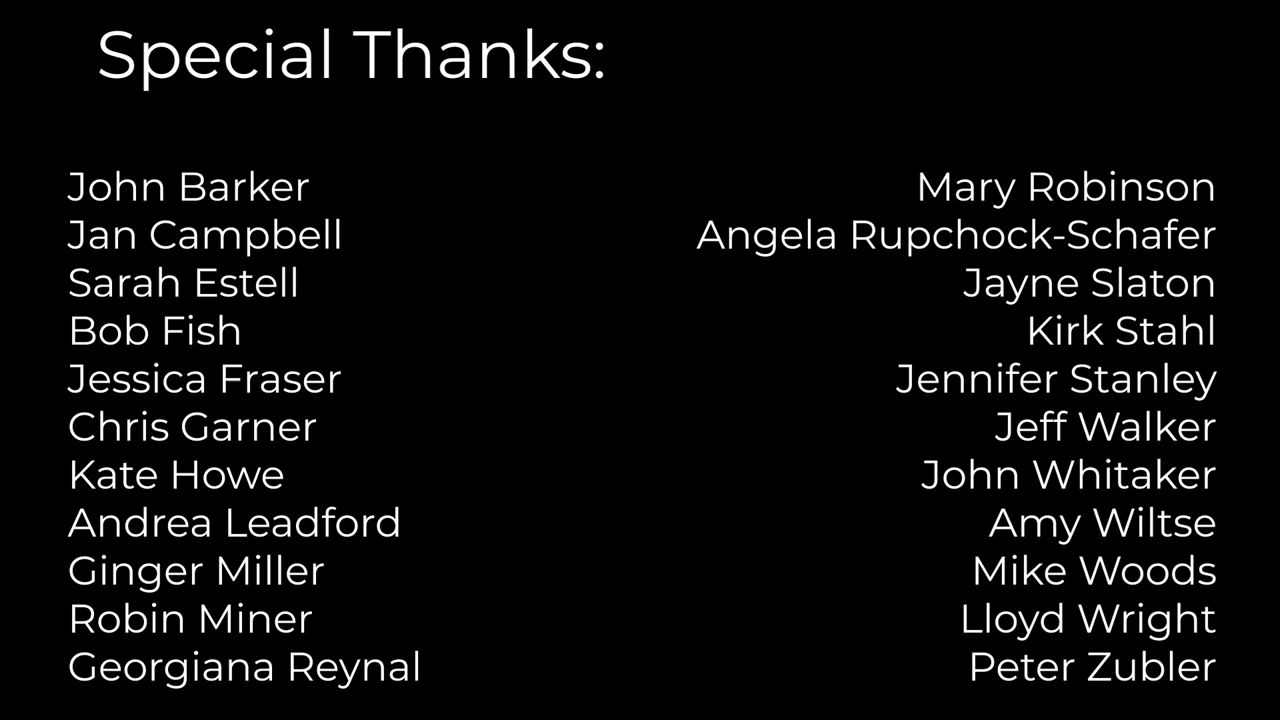 Special Thanks:
John Barker
Jan Campbell
Sarah Estell
Bob Fish
Jessica Fraser
Chris Garner
Kate Howe
Andrea Leadford
Ginger Miller
Robin Miner
Georgiana Reynal
Mary Robinson
Angela Rupchock-Schafer
Jayne Slaton
Kirk Stahl
Jennifer Stanley
Jeff Walker
John Whitaker
Amy Wiltse
Mike Woods
Lloyd Wright
Peter Zubler